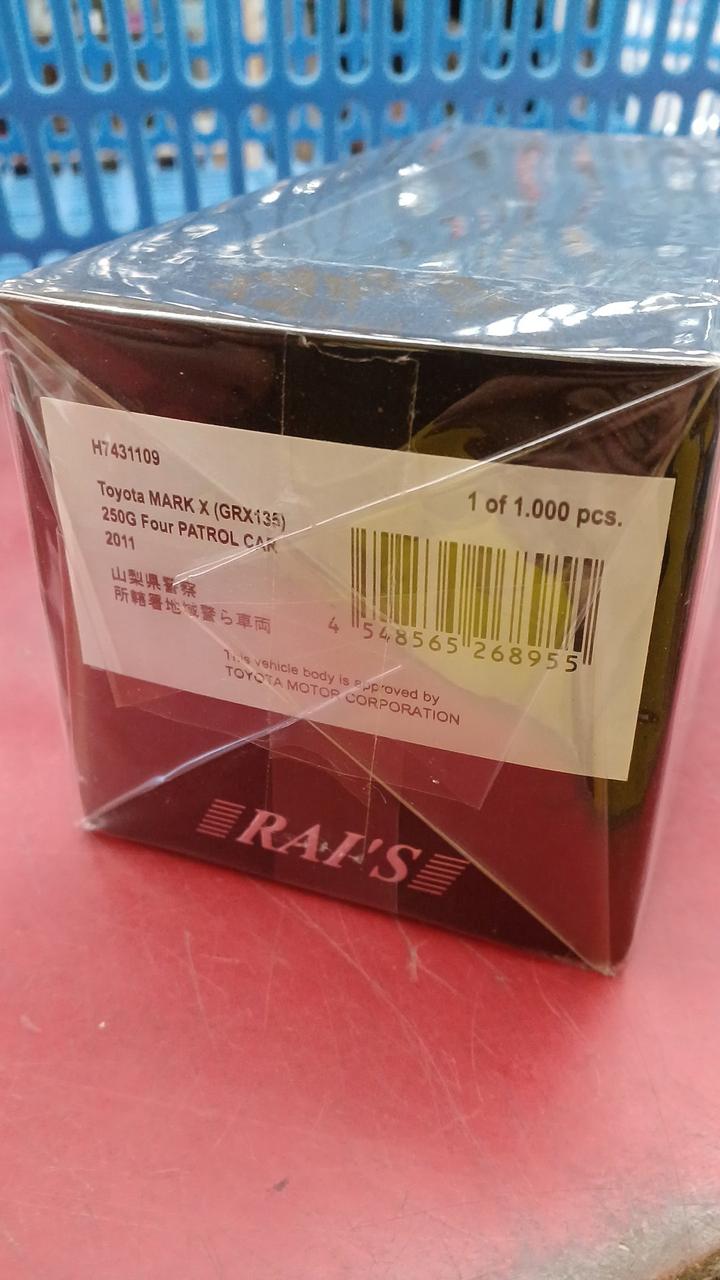 H7431109
Toyota MARK X (GRX135)
250G Four PATROL CAR
2011
1 of 1.000 pcs.
山梨県警察
所轄署地域警ら車両
4 548565 268955
This vehicle body is approved by
TOYOTA MOTOR CORPORATION
RAI'S